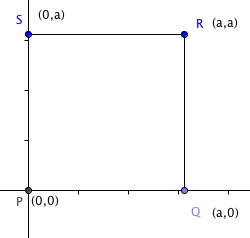 S (0,a)
R (a,a)
P (0,0)
Q (a,0)